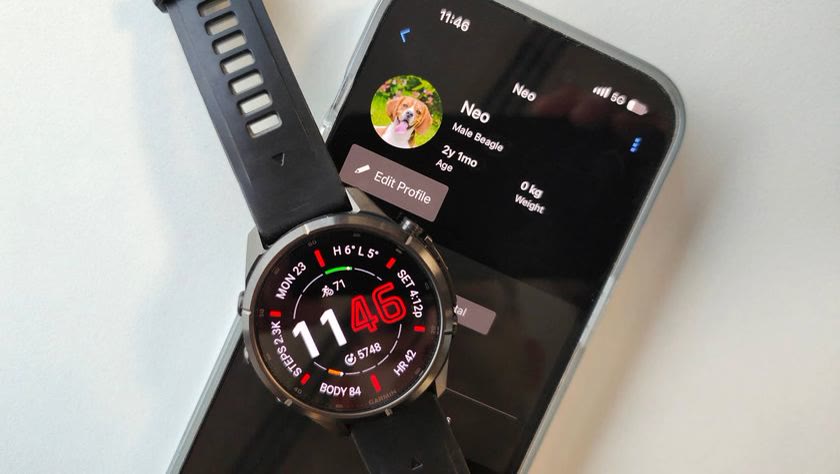 11:46
5G
Neo
Neo
Male Beagle
2y 1mo
Age
0 kg
Weight
Edit Profile
H 6° L 5°
MON 23
SET 4:12p
71
11 46
5748
STEPS 2.3K
HR 42
BODY 84
GARMIN